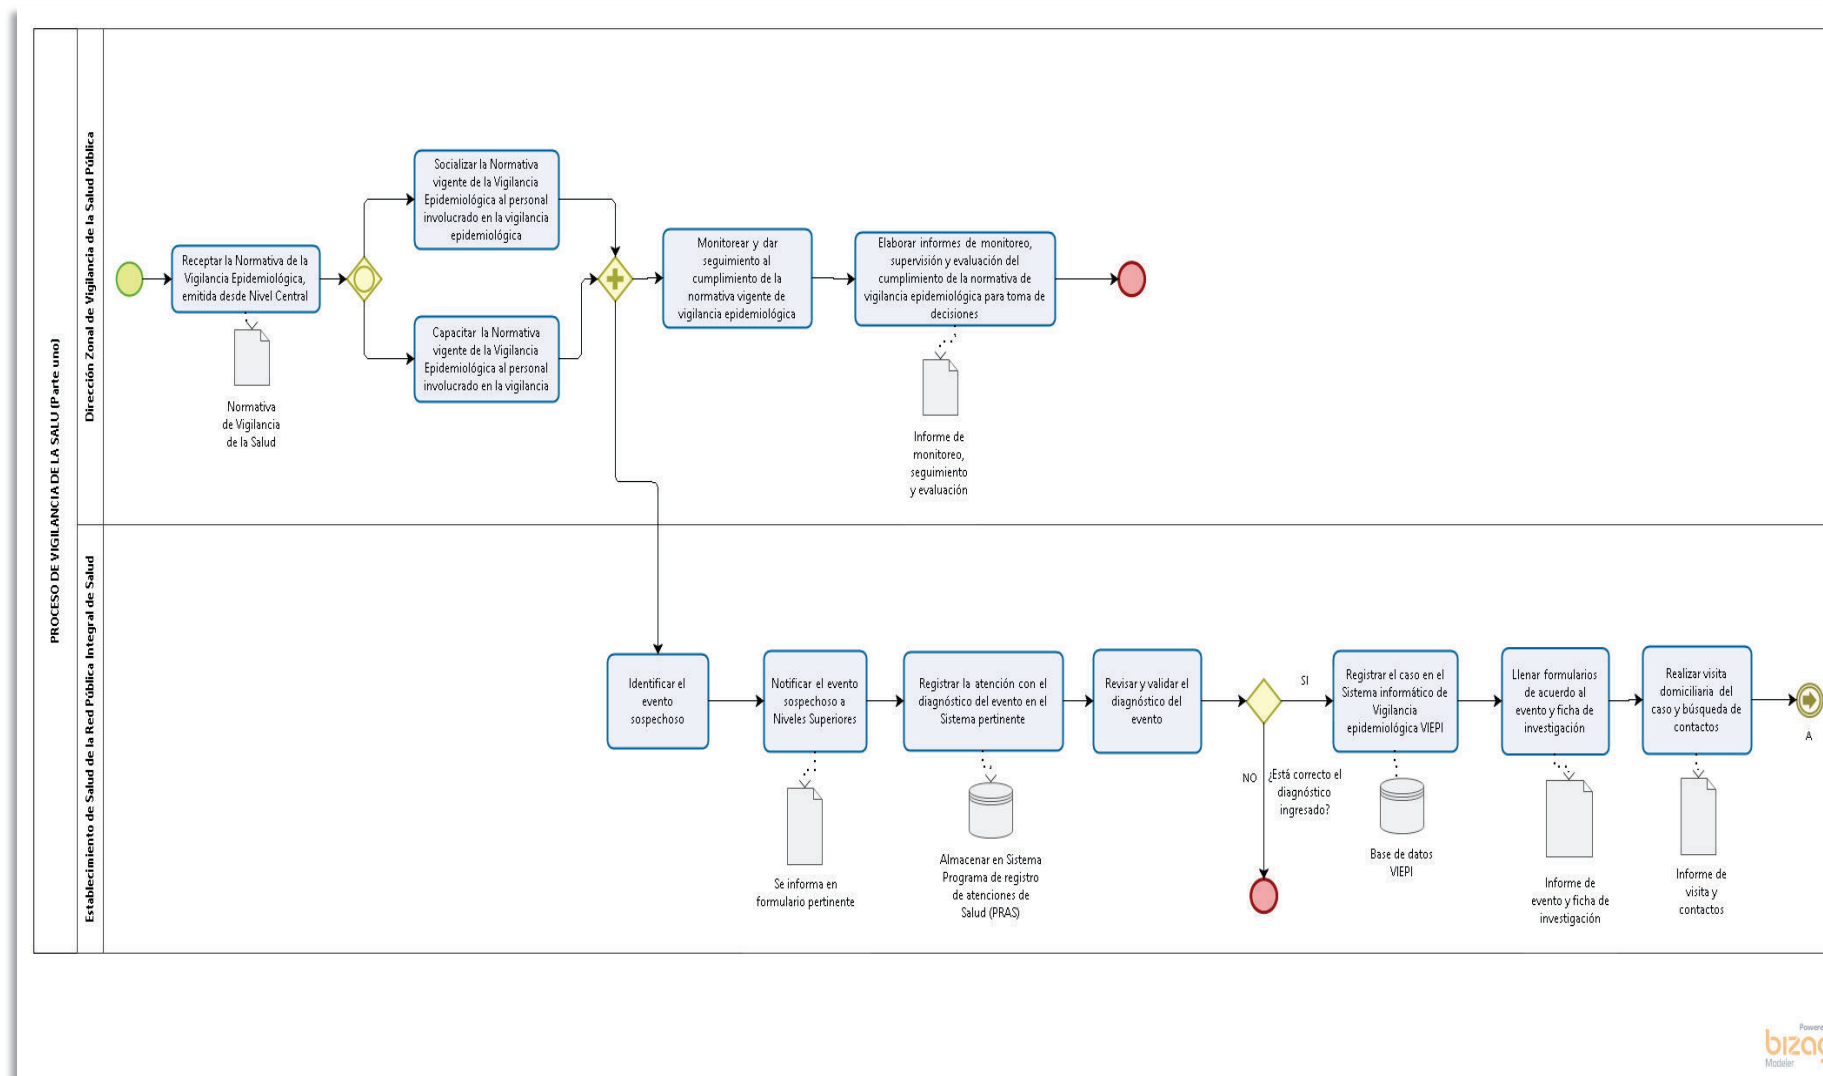 PROCESO DE VIGILANCIA DE LA SALU (Parte uno)
Dirección Zonal de Vigilancia de la Salud Pública
Receptar la Normativa de la
Vigilancia Epidemiológica,
emitida desde Nivel Central
Normativa
de Vigilancia
de la Salud
Socializar la Normativa
vigente de la Vigilancia
Epidemiológica al personal
involucrado en la vigilancia
epidemiológica
Capacitar la Normativa
vigente de la Vigilancia
Epidemiológica al personal
involucrado en la vigilancia
Monitorear y dar
seguimiento al
cumplimiento de la
normativa vigente de
vigilancia epidemiológica
Elaborar informes de monitoreo,
supervisión y evaluación del
cumplimiento de la normativa de
vigilancia epidemiológica para toma de
decisiones
Informe de
monitoreo,
seguimiento
y evaluación
Establecimiento de Salud de la Red Pública Integral de Salud
Identificar el
evento
sospechoso
Notificar el evento
sospechoso a
Niveles Superiores
Se informa en
formulario pertinente
Registrar la atención con el
diagnóstico del evento en el
Sistema pertinente
Almacenar en Sistema
Programa de registro
de atenciones de
Salud (PRAS)
Revisar y validar el
diagnóstico del
evento
SI
NO
¿Está correcto el
diagnóstico
ingresado?
Registrar el caso en el
Sistema informático de
Vigilancia
epidemiológica VIEPI
Base de datos
VIEPI
Llenar formularios
de acuerdo al
evento y ficha de
investigación
Informe de
evento y ficha de
investigación
Realizar visita
domiciliaria del
caso y búsqueda de
contactos
Informe de
visita y
contactos
A
Powere
bizag
Modeler